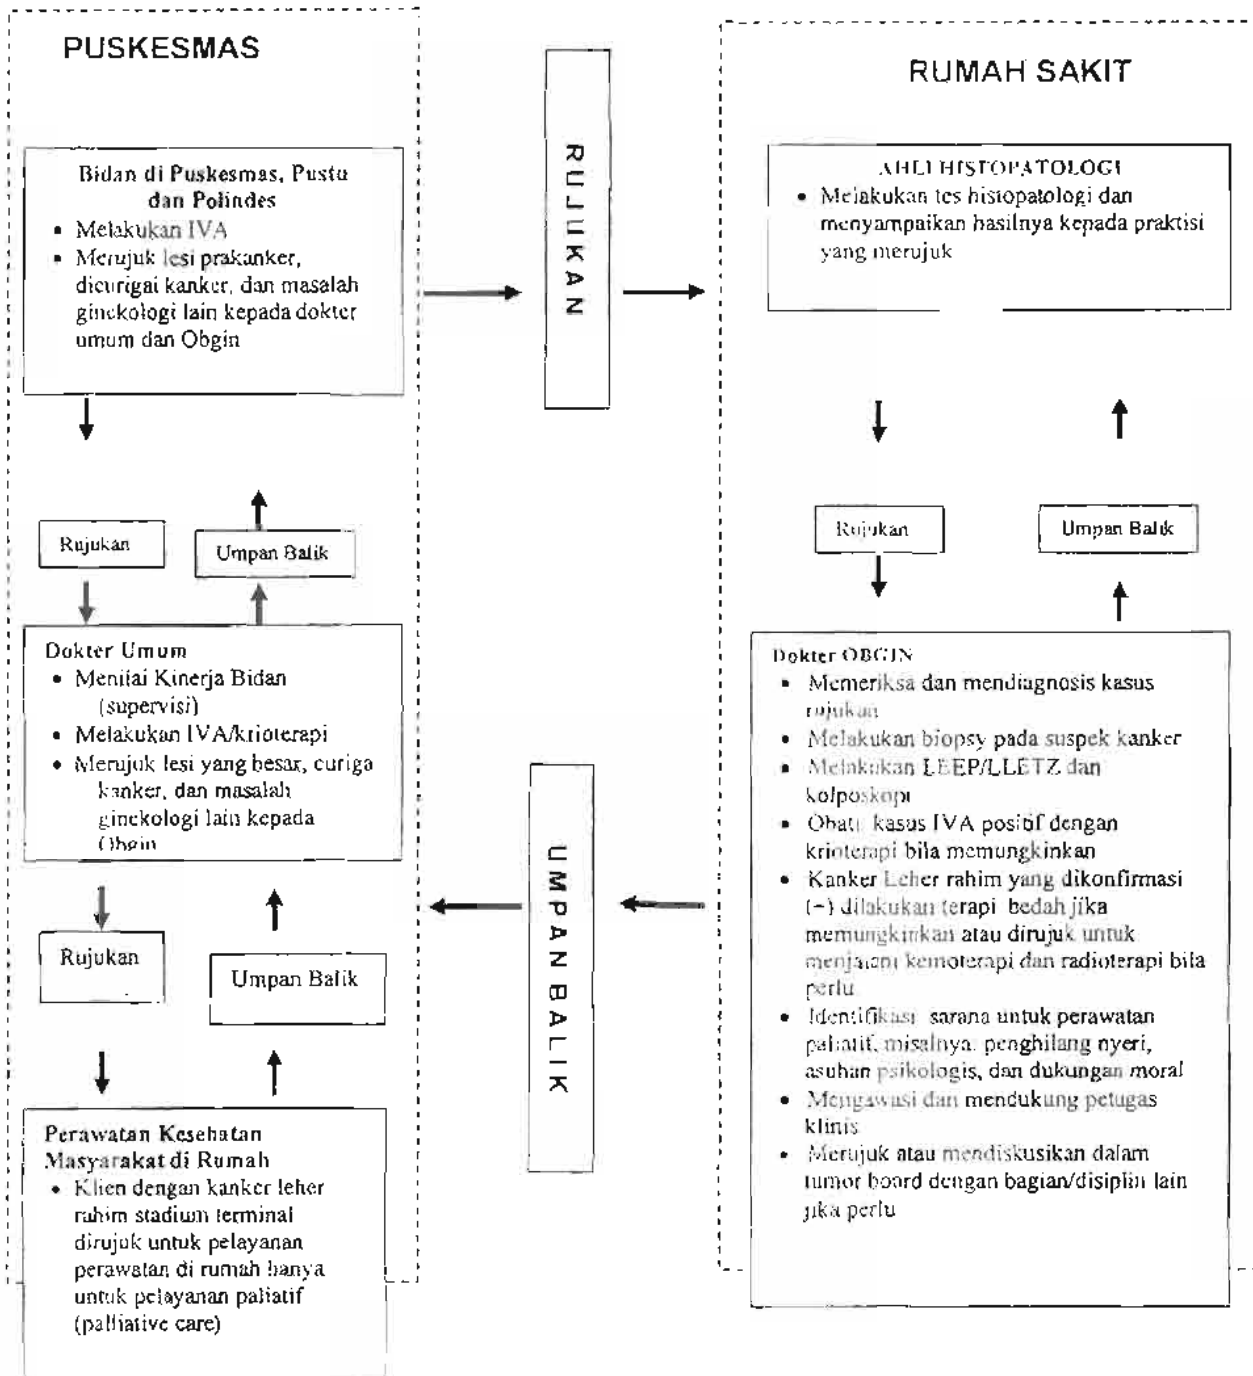 PUSKESMAS
Bidan di Puskesmas, Pustu
dan Polindes
• Melakukan IVA
• Merujuk lesi prakanker,
dicurigai kanker, dan masalah
ginekologi lain kepada dokter
umum dan Obgin
Rujukan
Umpan Balik
Dokter Umum
• Menilai Kinerja Bidan
(supervisi)
• Melakukan IVA/krioterapi
• Merujuk lesi yang besar, curiga
kanker, dan masalah
ginekologi lain kepada
Obgin
Rujukan
Umpan Balik
Perawatan Kesehatan
Masyarakat di Rumah
• Klien dengan kanker leher
rahim stadium terminal
dirujuk untuk pelayanan
perawatan di rumah hanya
untuk pelayanan paliatif
(palliative care)
RUJUKAN
UMPAN BALIK
RUMAH SAKIT
AHLI HISTOPATOLOGI
• Melakukan tes histopatologi dan
menyampaikan hasilnya kepada praktisi
yang merujuk
Rujukan
Umpan Balik
Dokter OBGIN
• Memeriksa dan mendiagnosis kasus
rujukan
• Melakukan biopsy pada suspek kanker
• Melakukan LEEP/LLETZ dan
kolposkopi
• Obati kasus IVA positif dengan
krioterapi bila memungkinkan
• Kanker Leher rahim yang dikonfirmasi
dilakukan terapi bedah jika
memungkinkan atau dirujuk untuk
menjalani kemoterapi dan radioterapi bila
perlu
• Identifikasi sarana untuk perawatan
paliatif, misalnya: penghilang nyeri,
asuhan psikologis, dan dukungan moral
• Mengawasi dan mendukung petugas
klinis
• Merujuk atau mendiskusikan dalam
tumor board dengan bagian/disiplin lain
jika perlu